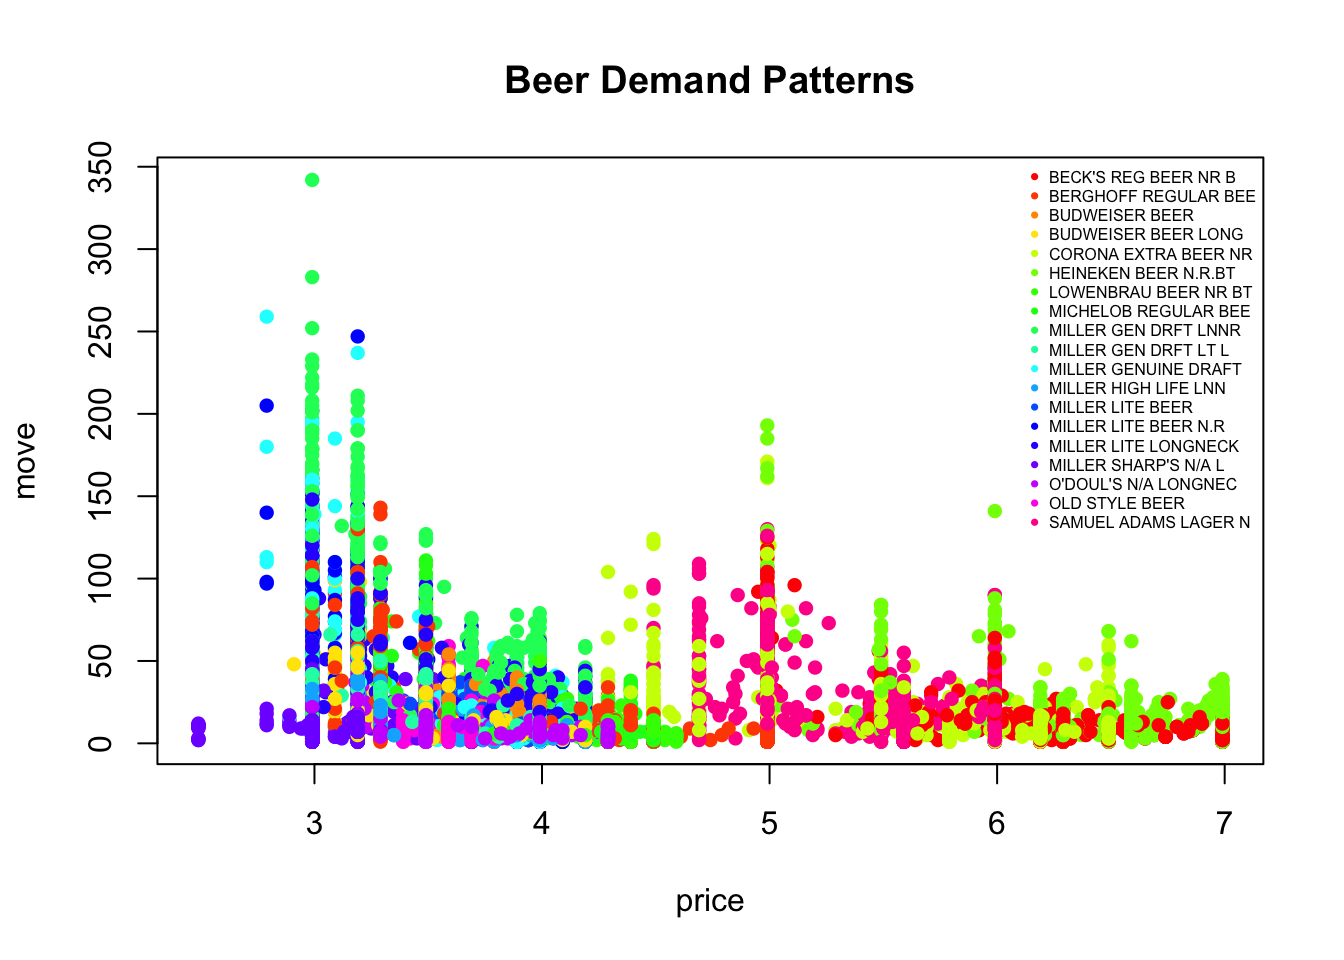 Beer Demand Patterns
move
350
300
250
200
150
100
50
0
BECK'S REG BEER NR B
BERGHOFF REGULAR BEE
BUDWEISER BEER
BUDWEISER BEER LONG
CORONA EXTRA BEER NR
HEINEKEN BEER N.R.BT
LOWENBRAU BEER NR BT
MICHELOB REGULAR BEE
MILLER GEN DRFT LNNR
MILLER GEN DRFT LT L
MILLER GENUINE DRAFT
MILLER HIGH LIFE LNN
MILLER LITE BEER
MILLER LITE BEER N.R
MILLER LITE LONGNECK
MILLER SHARP'S N/A L
O'DOUL'S N/A LONGNEC
OLD STYLE BEER
SAMUEL ADAMS LAGER N
3 4 5 6 7
price